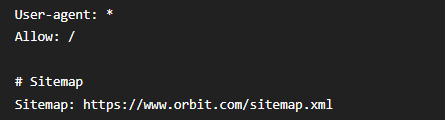 User-agent: *
Allow: /
# Sitemap
Sitemap: https://www.orbit.com/sitemap.xml